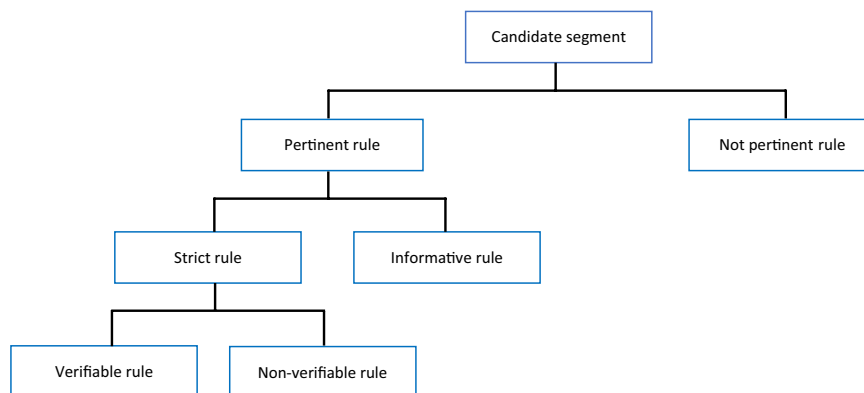 Candidate segment
Pertinent rule
Not pertinent rule
Strict rule
Informative rule
Verifiable rule
Non-verifiable rule